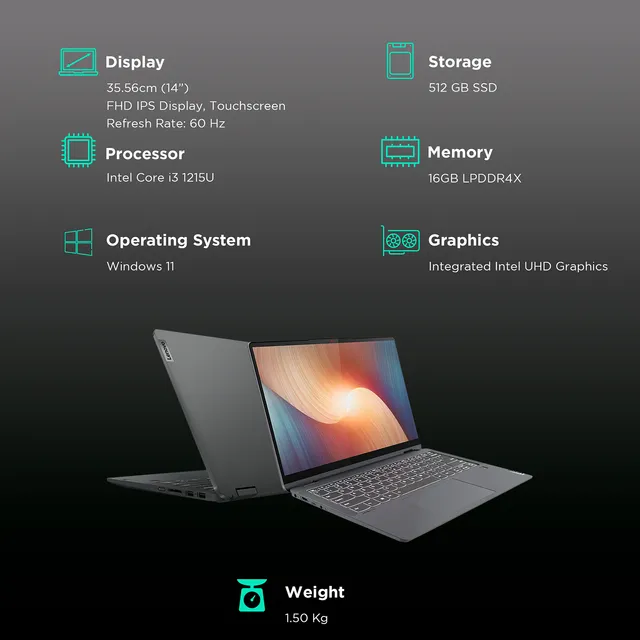 Display
35.56cm (14")
FHD IPS Display, Touchscreen
Refresh Rate: 60 Hz
Processor
Intel Core i3 1215U
Operating System
Windows 11
Storage
512 GB SSD
Memory
16GB LPDDR4X
Graphics
Integrated Intel UHD Graphics
Lenovo
Weight
1.50 Kg